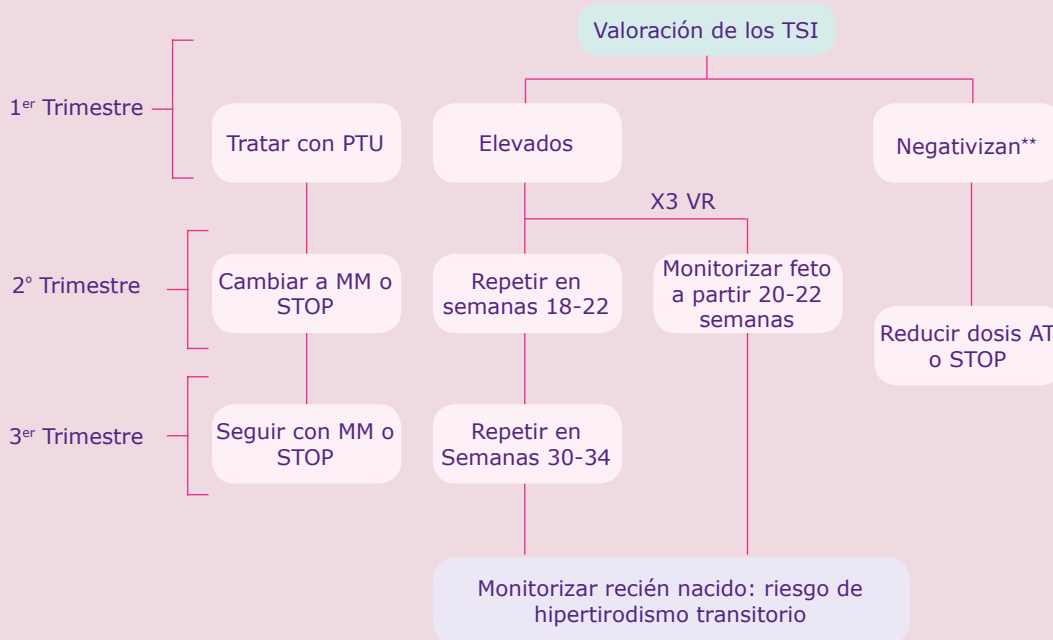 Valoración de los TSI
1er Trimestre
Tratar con PTU
Elevados
Negativizan**
X3 VR
2° Trimestre
Cambiar a MM o
STOP
Repetir en
semanas 18-22
Monitorizar feto
a partir 20-22
semanas
Reducir dosis AT
o STOP
3er Trimestre
Seguir con MM o
STOP
Repetir en
Semanas 30-34
Monitorizar recién nacido: riesgo de
hipertirodismo transitorio